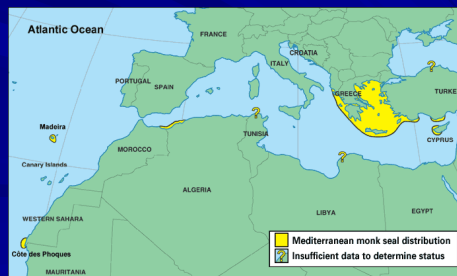 Atlantic Ocean
FRANCE
CROATIA
ITALY
PORTUGAL
SPAIN
GREECE
TURKE
?
?
Madeira
TUNISIA
CYPRUS
MOROCCO
?
Canary Islands
ALGERIA
LIBYA
EGYPT
WESTERN SAHARA
Côte des Phoques
MAURITANIA
Mediterranean monk seal distribution
? Insufficient data to determine status